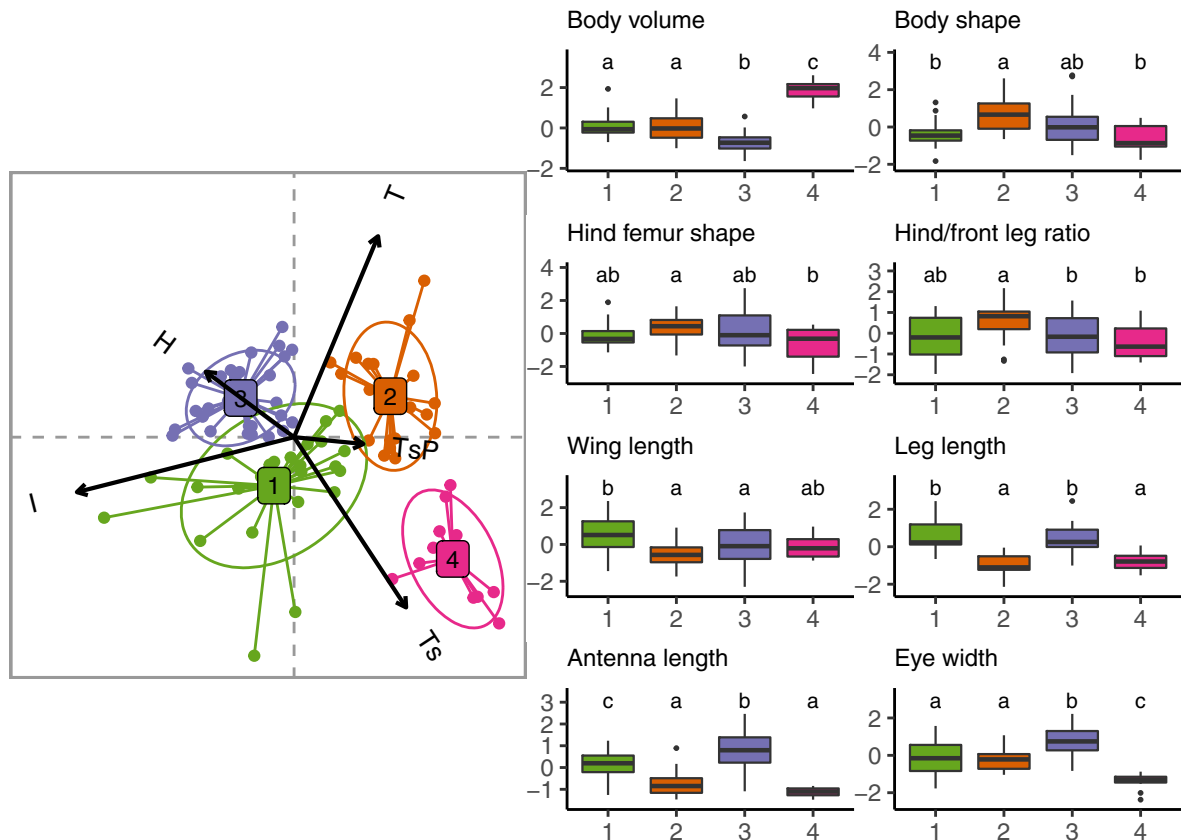 T
H
3
2
TsP
1
I
4
Ts
Body volume
a a b c
2
0
−2
1 2 3 4
Body shape
b a ab b
4
2
0
−2
1 2 3 4
Hind femur shape
ab a ab b
4
2
0
−2
1 2 3 4
Hind/front leg ratio
ab a b b
3
2
1
0
−1
−2
1 2 3 4
Wing length
b a a ab
2
0
−2
1 2 3 4
Leg length
b a b a
2
0
−2
1 2 3 4
Antenna length
c a b a
3
2
1
0
−1
1 2 3 4
Eye width
a a b c
2
0
−2
1 2 3 4